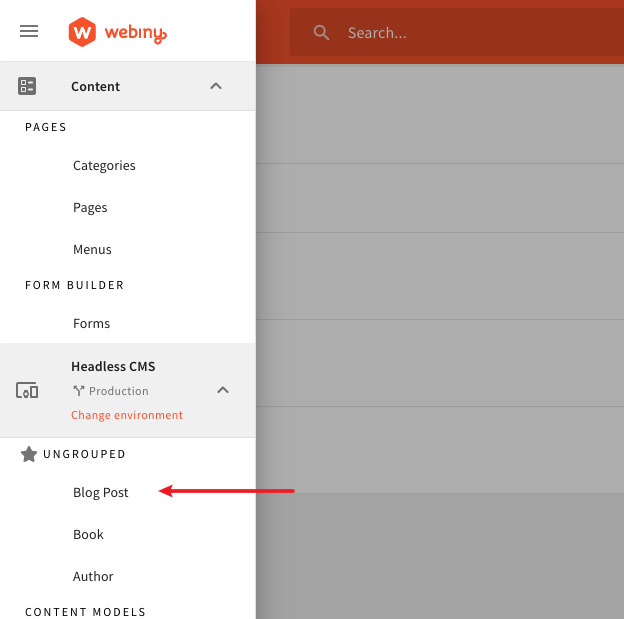 webiny
Search...
Content
PAGES
Categories
Pages
Menus
FORM BUILDER
Forms
Headless CMS
Production
Change environment
UNGROUPED
Blog Post
Book
Author
CONTENT MODELS